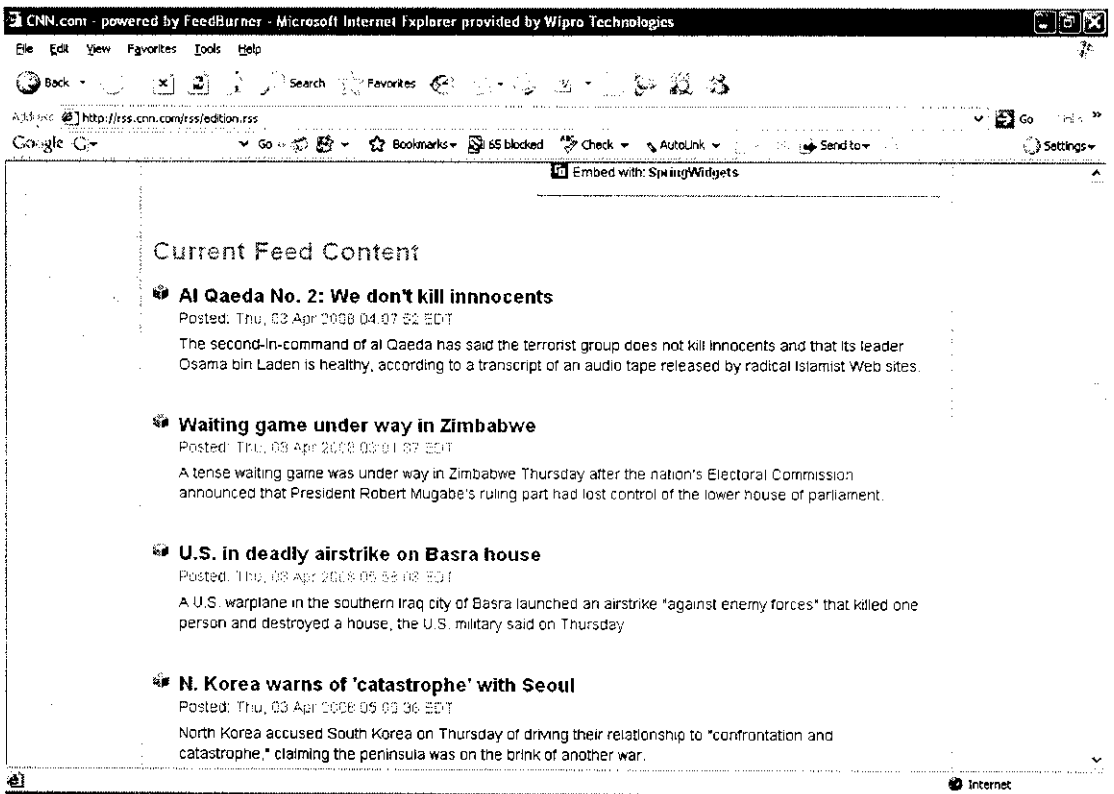 CNN.com - powered by FeedBurner - Microsoft Internet Explorer provided by Wipro Technologies
File Edit View Favorites Tools Help
Back Search Favorites
Address http://rss.cnn.com/rss/edition.rss Go
Google Go Bookmarks 65 blocked Check AutoLink Send to Settings
Embed with: SpringWidgets
Current Feed Content
Al Qaeda No. 2: We don't kill innnocents
Posted: Thu, 03 Apr 2008 04:07:52 EDT
The second-in-command of al Qaeda has said the terrorist group does not kill innocents and that its leader
Osama bin Laden is healthy, according to a transcript of an audio tape released by radical Islamist Web sites.
Waiting game under way in Zimbabwe
Posted: Thu, 03 Apr 2008 EDT
A tense waiting game was under way in Zimbabwe Thursday after the nation's Electoral Commission
announced that President Robert Mugabe's ruling part had lost control of the lower house of parliament.
U.S. in deadly airstrike on Basra house
Posted: Thu, 03 Apr 2008 EDT
A U.S. warplane in the southern Iraq city of Basra launched an airstrike "against enemy forces" that killed one
person and destroyed a house, the U.S. military said on Thursday
N. Korea warns of 'catastrophe' with Seoul
Posted: Thu, 03 Apr 2008 EDT
North Korea accused South Korea on Thursday of driving their relationship to "confrontation and
catastrophe," claiming the peninsula was on the brink of another war.
Internet